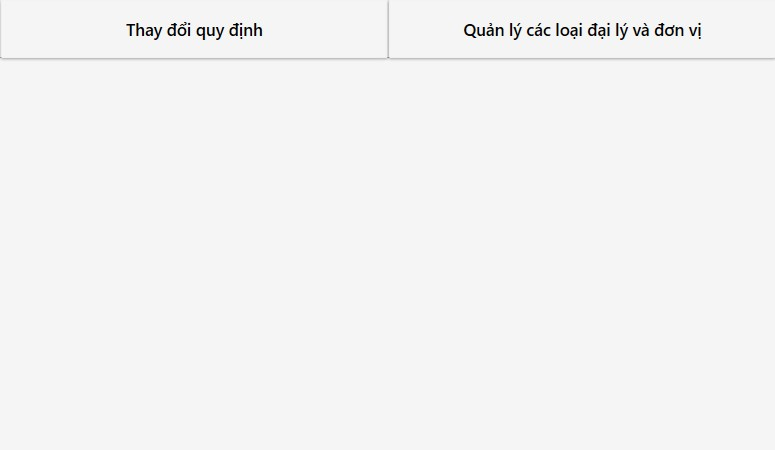 Thay đổi quy định
Quản lý các loại đại lý và đơn vị